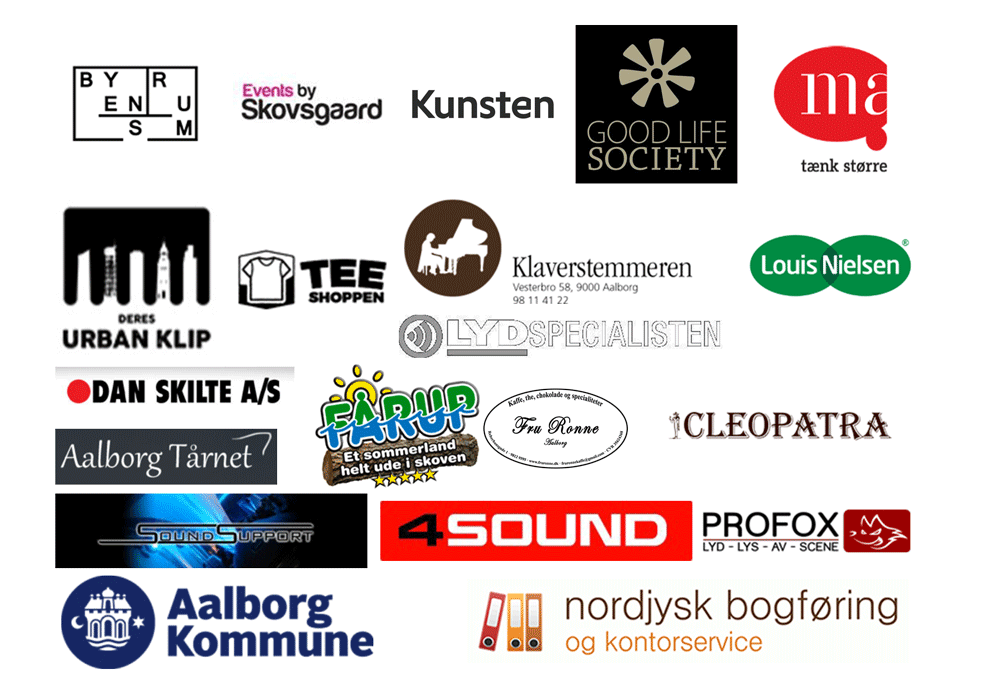 BY R
EN U
S M
Events by
Skovsgaard
Kunsten
GOOD LIFE
SOCIETY
ma
tænk større
DERES
URBAN KLIP
TEE
SHOPPEN
Klaverstemmeren
Vesterbro 58, 9000 Aalborg
98 11 41 22
Louis Nielsen
®
LYDSPECIALISTEN
DAN SKILTE A/S
Aalborg Tårnet
FÅRUP
Et sommerland
helt ude i skoven
Kaffe, the, chokolade og specialiteter
Fru Ronne
Aalborg
CLEOPATRA
SOUNDSUPPORT
4SOUND
PROFOX
LYD - LYS - AV - SCENE
Aalborg
Kommune
nordjysk bogføring
og kontorservice